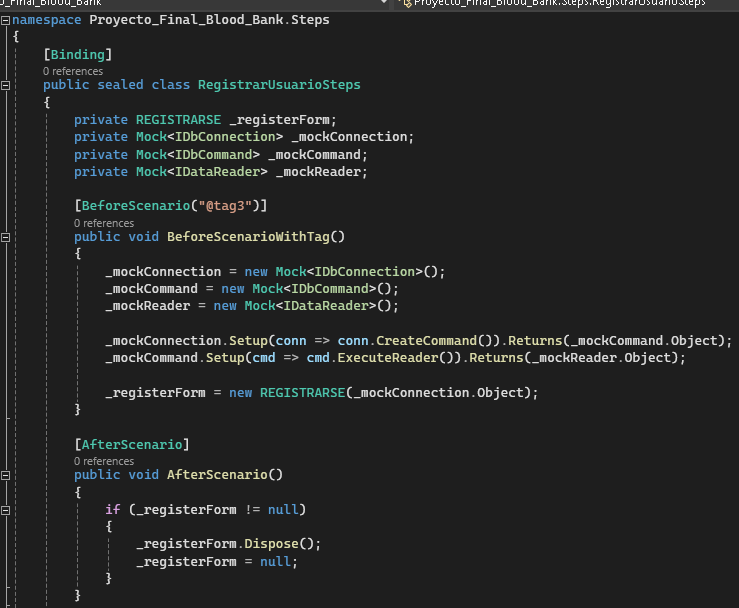 o_Final_Blood_Bank Proyecto_Final_Blood_Bank.Steps.RegistrarUsuarioSteps
namespace Proyecto_Final_Blood_Bank.Steps
{
[Binding]
0 references
public sealed class RegistrarUsuarioSteps
{
private REGISTRARSE _registerForm;
private Mock<IDbConnection> _mockConnection;
private Mock<IDbCommand> _mockCommand;
private Mock<IDataReader> _mockReader;
[BeforeScenario("@tag3")]
0 references
public void BeforeScenarioWithTag()
{
_mockConnection = new Mock<IDbConnection>();
_mockCommand = new Mock<IDbCommand>();
_mockReader = new Mock<IDataReader>();
_mockConnection.Setup(conn => conn.CreateCommand()).Returns(_mockCommand.Object);
_mockCommand.Setup(cmd => cmd.ExecuteReader()).Returns(_mockReader.Object);
_registerForm = new REGISTRARSE(_mockConnection.Object);
}
[AfterScenario]
0 references
public void AfterScenario()
{
if (_registerForm != null)
{
_registerForm.Dispose();
_registerForm = null;
}
}